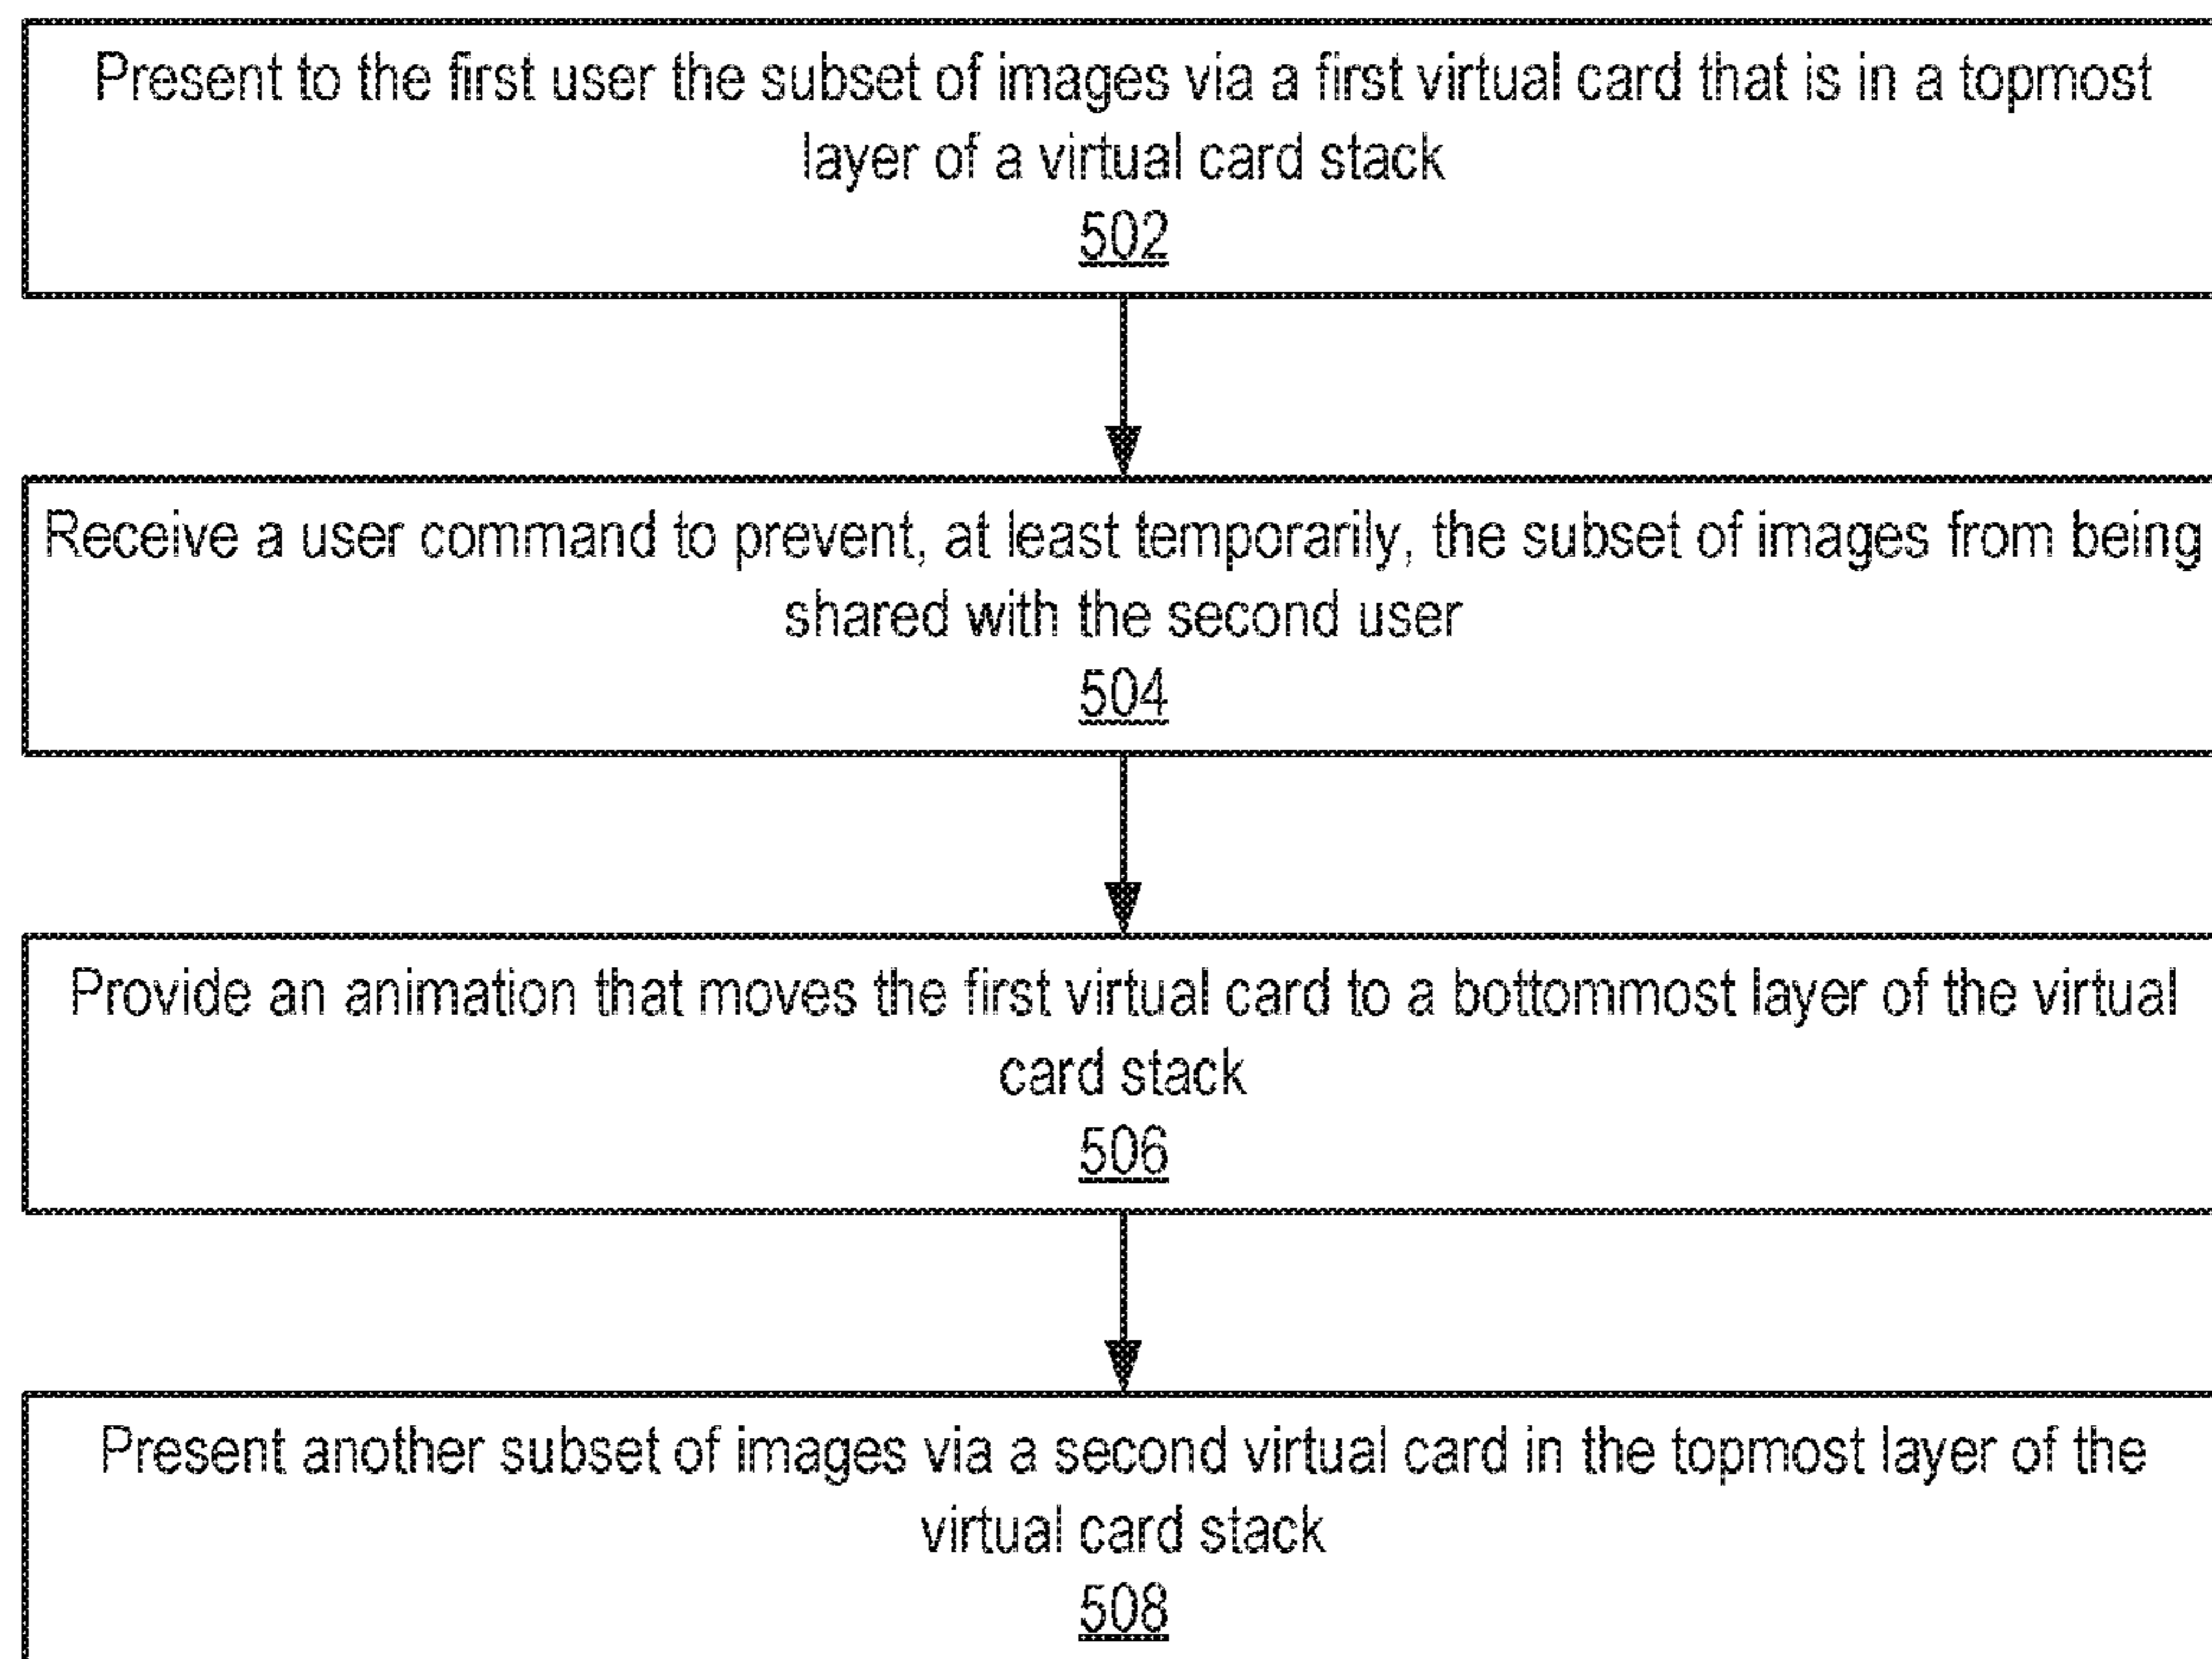 Present to the first user the subset of images via a first virtual card that is in a topmost
layer of a virtual card stack
502
Receive a user command to prevent, at least temporarily, the subset of images from being
shared with the second user
504
Provide an animation that moves the first virtual card to a bottommost layer of the virtual
card stack
506
Present another subset of images via a second virtual card in the topmost layer of the
virtual card stack
508